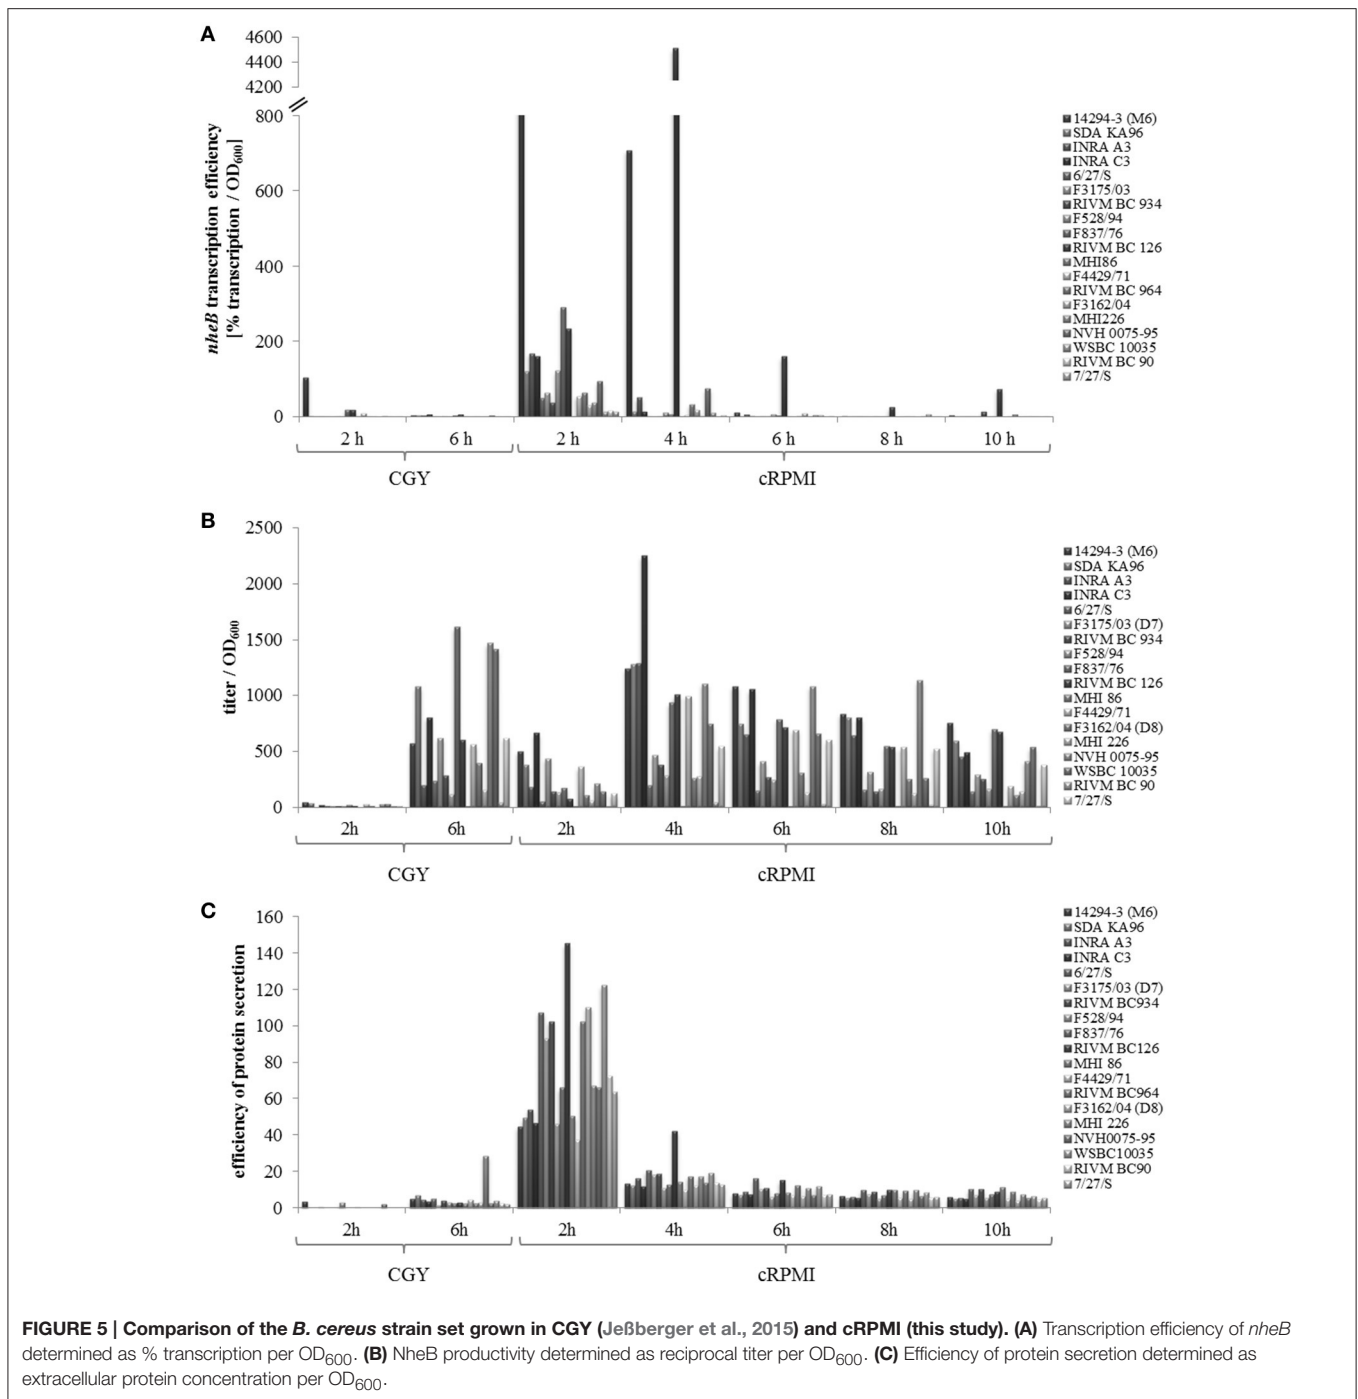 A
4600
4400
4200
800
600
400
200
0
nheB transcription efficiency
[% transcription / OD600]
2 h 6 h 2 h 4 h 6 h 8 h 10 h
CGY cRPMI
14294-3 (M6)
SDA KA96
INRA A3
INRA C3
6/27/S
F3175/03
RIVM BC 934
F528/94
F837/76
RIVM BC 126
MHI86
F4429/71
RIVM BC 964
F3162/04
MHI226
NVH 0075-95
WSBC 10035
RIVM BC 90
7/27/S
B
2500
2000
1500
1000
500
0
titer / OD600
2h 6h 2h 4h 6h 8h 10h
CGY cRPMI
14294-3 (M6)
SDA KA96
INRA A3
INRA C3
6/27/S
F3175/03 (D7)
RIVM BC 934
F528/94
F837/76
RIVM BC 126
MHI 86
F4429/71
F3162/04 (D8)
MHI 226
NVH 0075-95
WSBC 10035
RIVM BC 90
7/27/S
C
160
140
120
100
80
60
40
20
0
efficiency of protein secretion
2h 6h 2h 4h 6h 8h 10h
CGY cRPMI
14294-3 (M6)
SDA KA96
INRA A3
INRA C3
6/27/S
F3175/03 (D7)
RIVM BC934
F528/94
F837/76
RIVM BC126
MHI 86
F4429/71
RIVM BC964
F3162/04 (D8)
MHI 226
NVH0075-95
WSBC10035
RIVM BC90
7/27/S
FIGURE 5 | Comparison of the B. cereus strain set grown in CGY (Jeßberger et al., 2015) and cRPMI (this study). (A) Transcription efficiency of nheB
determined as % transcription per OD600. (B) NheB productivity determined as reciprocal titer per OD600. (C) Efficiency of protein secretion determined as
extracellular protein concentration per OD600.